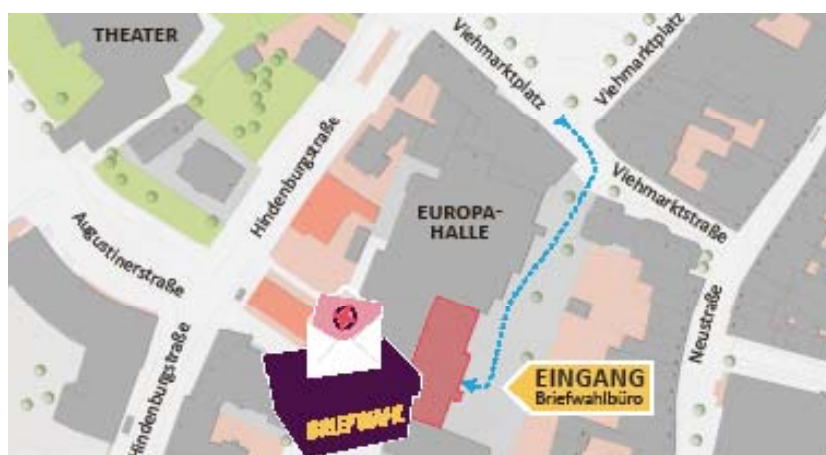 THEATER
Viehmarktplatz
Viehmarktplatz
Hindenburgstraße
Viehmarktstraße
EUROPA-
HALLE
Augustinerstraße
Neustraße
EINGANG
Briefwahlbüro
BRIEFWAHL
Hindenburgstraße